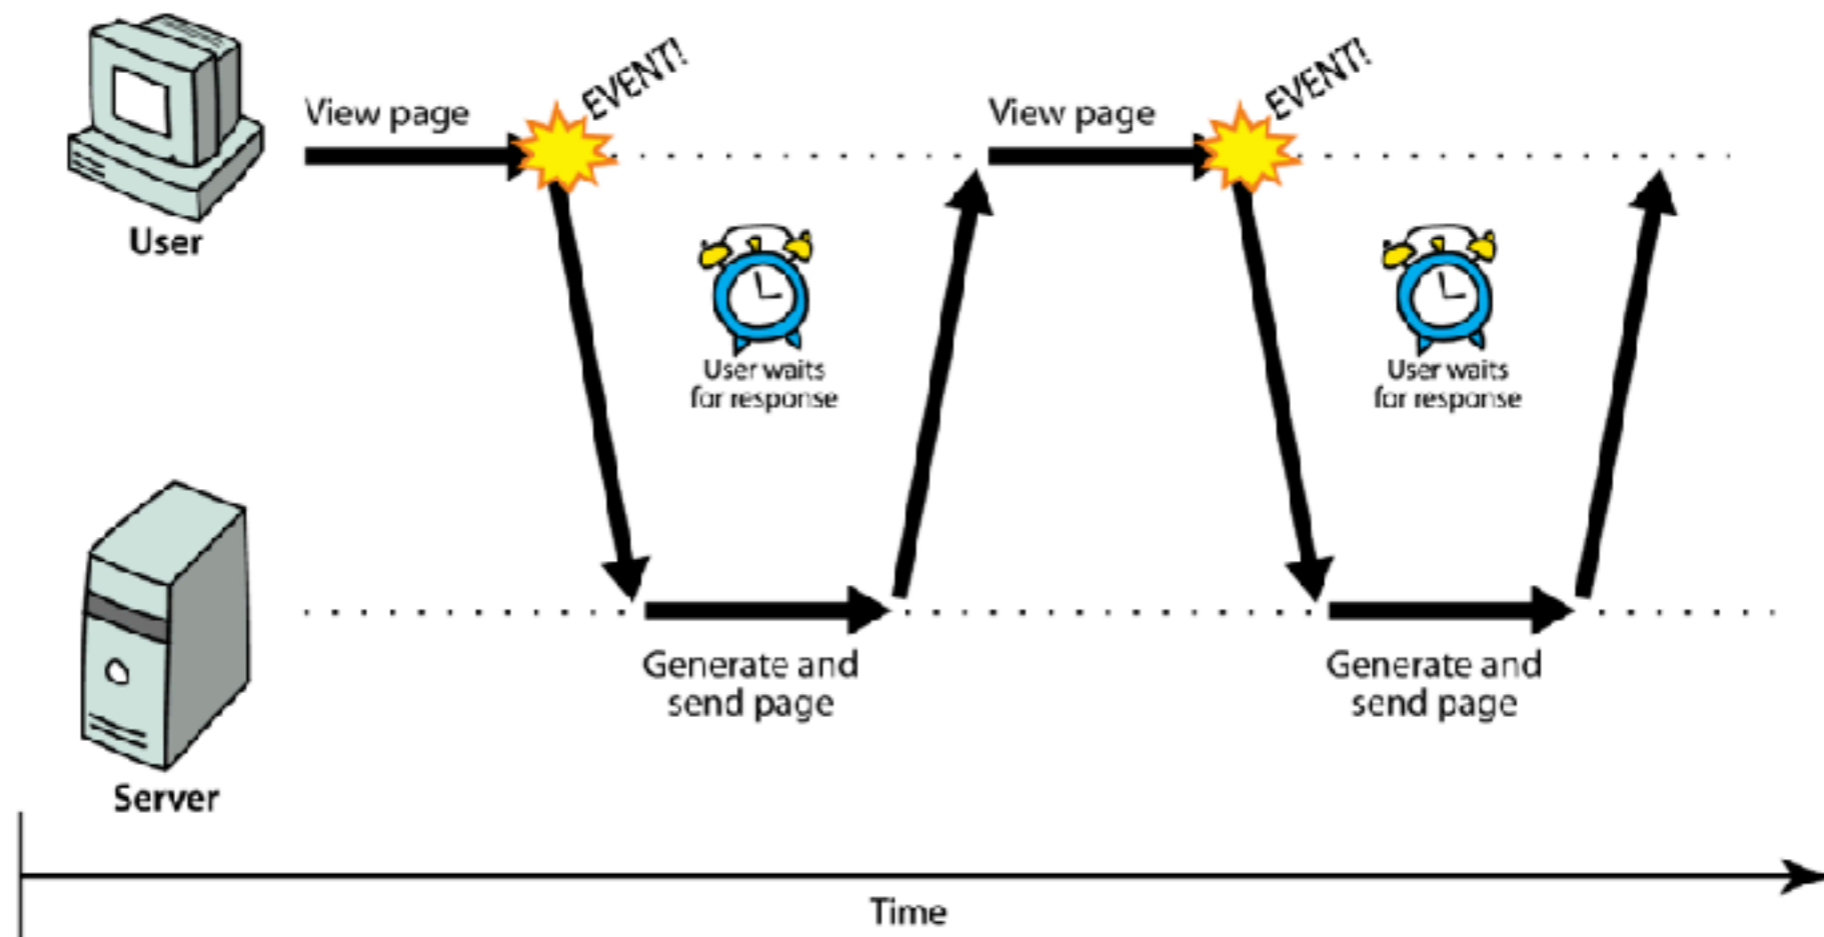 View page
EVENT!
View page
EVENT!
User
User waits
for response
User waits
for response
Generate and
send page
Generate and
send page
Server
Time